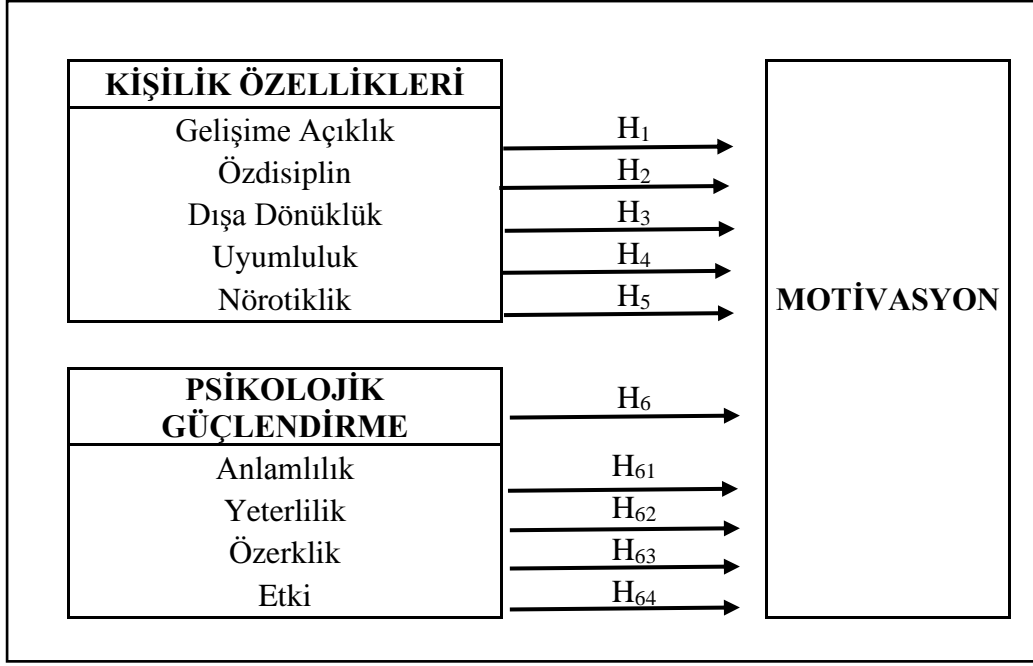 KİŞİLİK ÖZELLİKLERİ
Gelişime Açıklık
H₁
Özdisiplin
H₂
Dışa Dönüklük
H₃
Uyumluluk
H₄
Nörotiklik
H₅
MOTİVASYON
PSİKOLOJİK
GÜÇLENDİRME
H₆
Anlamlılık
H₆₁
Yeterlilik
H₆₂
Özerklik
H₆₃
Etki
H₆₄